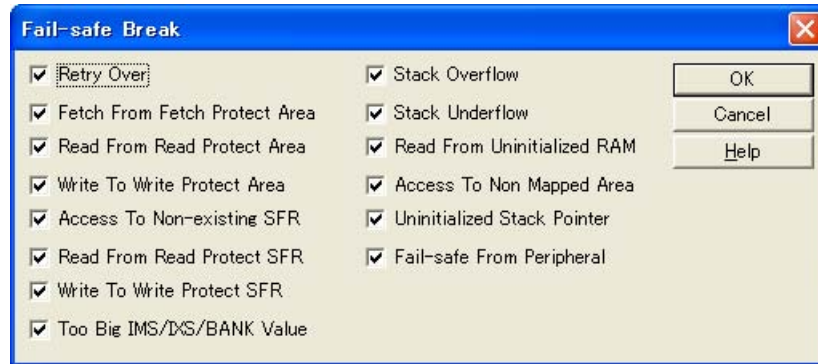 Fail-safe Break
Retry Over
Fetch From Fetch Protect Area
Read From Read Protect Area
Write To Write Protect Area
Access To Non-existing SFR
Read From Read Protect SFR
Write To Write Protect SFR
Too Big IMS/IXS/BANK Value
Stack Overflow
Stack Underflow
Read From Uninitialized RAM
Access To Non Mapped Area
Uninitialized Stack Pointer
Fail-safe From Peripheral
OK
Cancel
Help